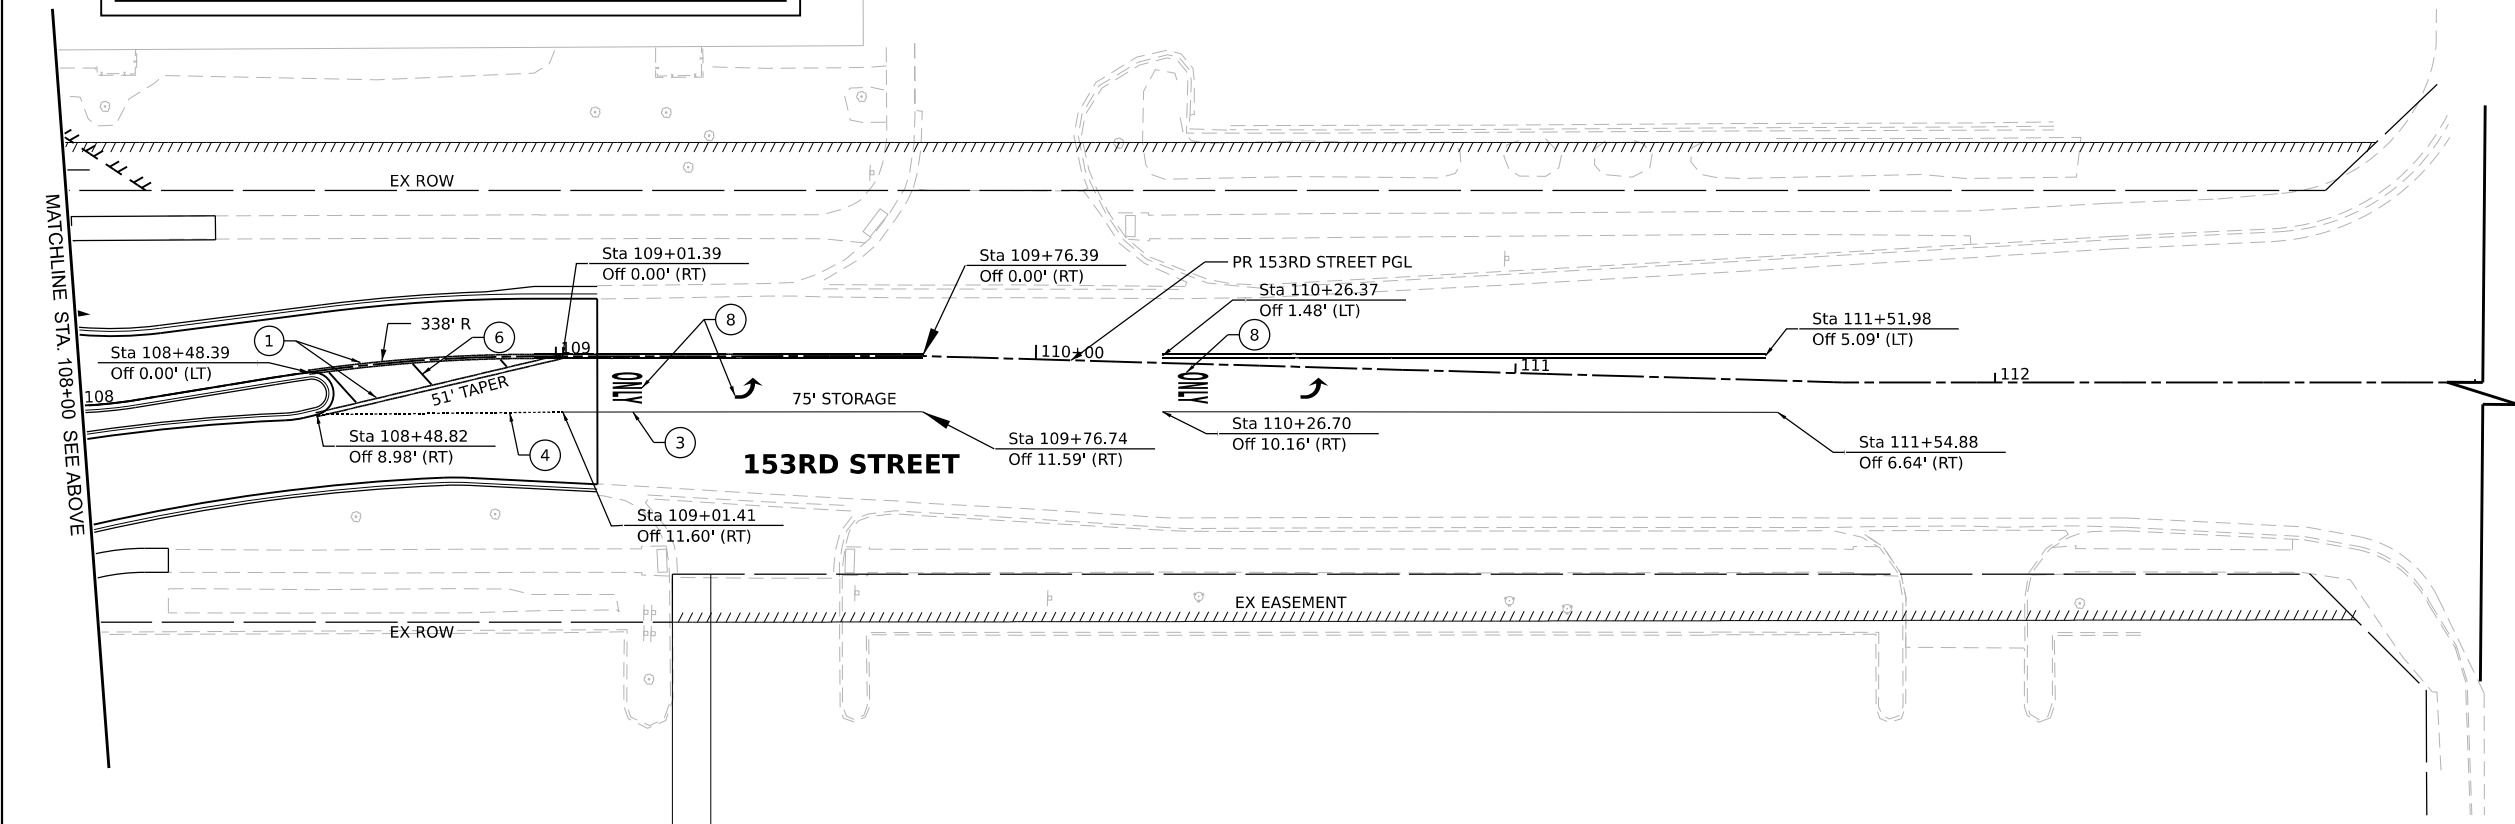 EX ROW
MATCHLINE STA. 108+00 SEE ABOVE
Sta 109+01.39
Off 0.00' (RT)
Sta 109+76.39
Off 0.00' (RT)
PR 153RD STREET PGL
Sta 110+26.37
Off 1.48' (LT)
8
8
Sta 111+51.98
Off 5.09' (LT)
338' R
1
6
Sta 108+48.39
Off 0.00' (LT)
109
110+00
111
112
108
51' TAPER
ONLY
75' STORAGE
ONLY
Sta 108+48.82
Off 8.98' (RT)
4
3
Sta 109+76.74
Off 11.59' (RT)
Sta 110+26.70
Off 10.16' (RT)
Sta 111+54.88
Off 6.64' (RT)
153RD STREET
Sta 109+01.41
Off 11.60' (RT)
EX EASEMENT
EX ROW